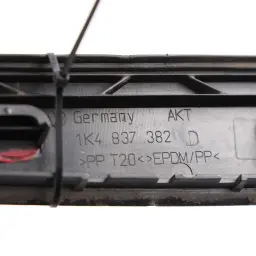 Germany AKT
1K4 837 382 D
>PP T20<>EPDM/PP<